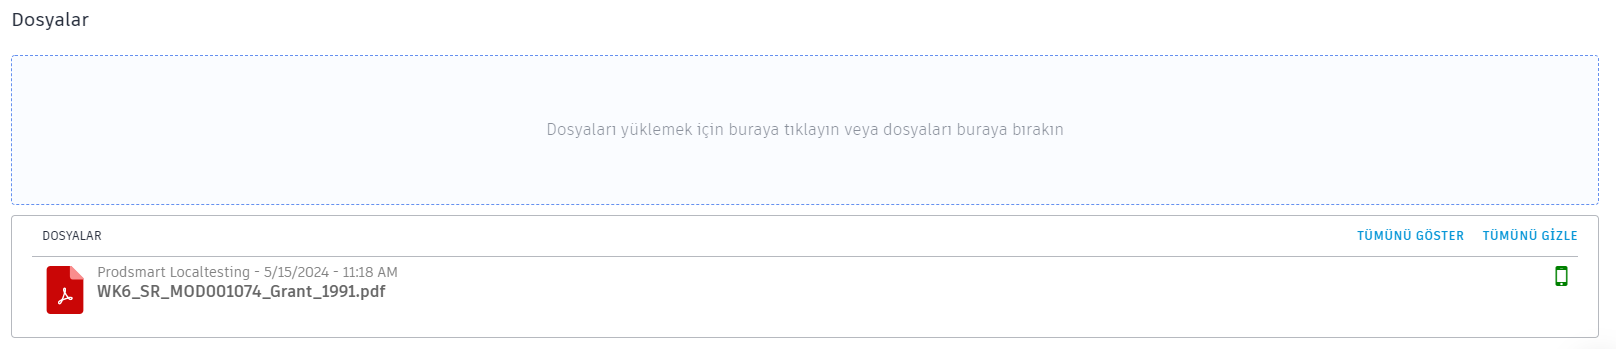 Dosyalar
Dosyaları yüklemek için buraya tıklayın veya dosyaları buraya bırakın
DOSYALAR
TÜMÜNÜ GÖSTER
TÜMÜNÜ GİZLE
Prodsmart Localtesting - 5/15/2024 - 11:18 AM
WK6_SR_MOD001074_Grant_1991.pdf